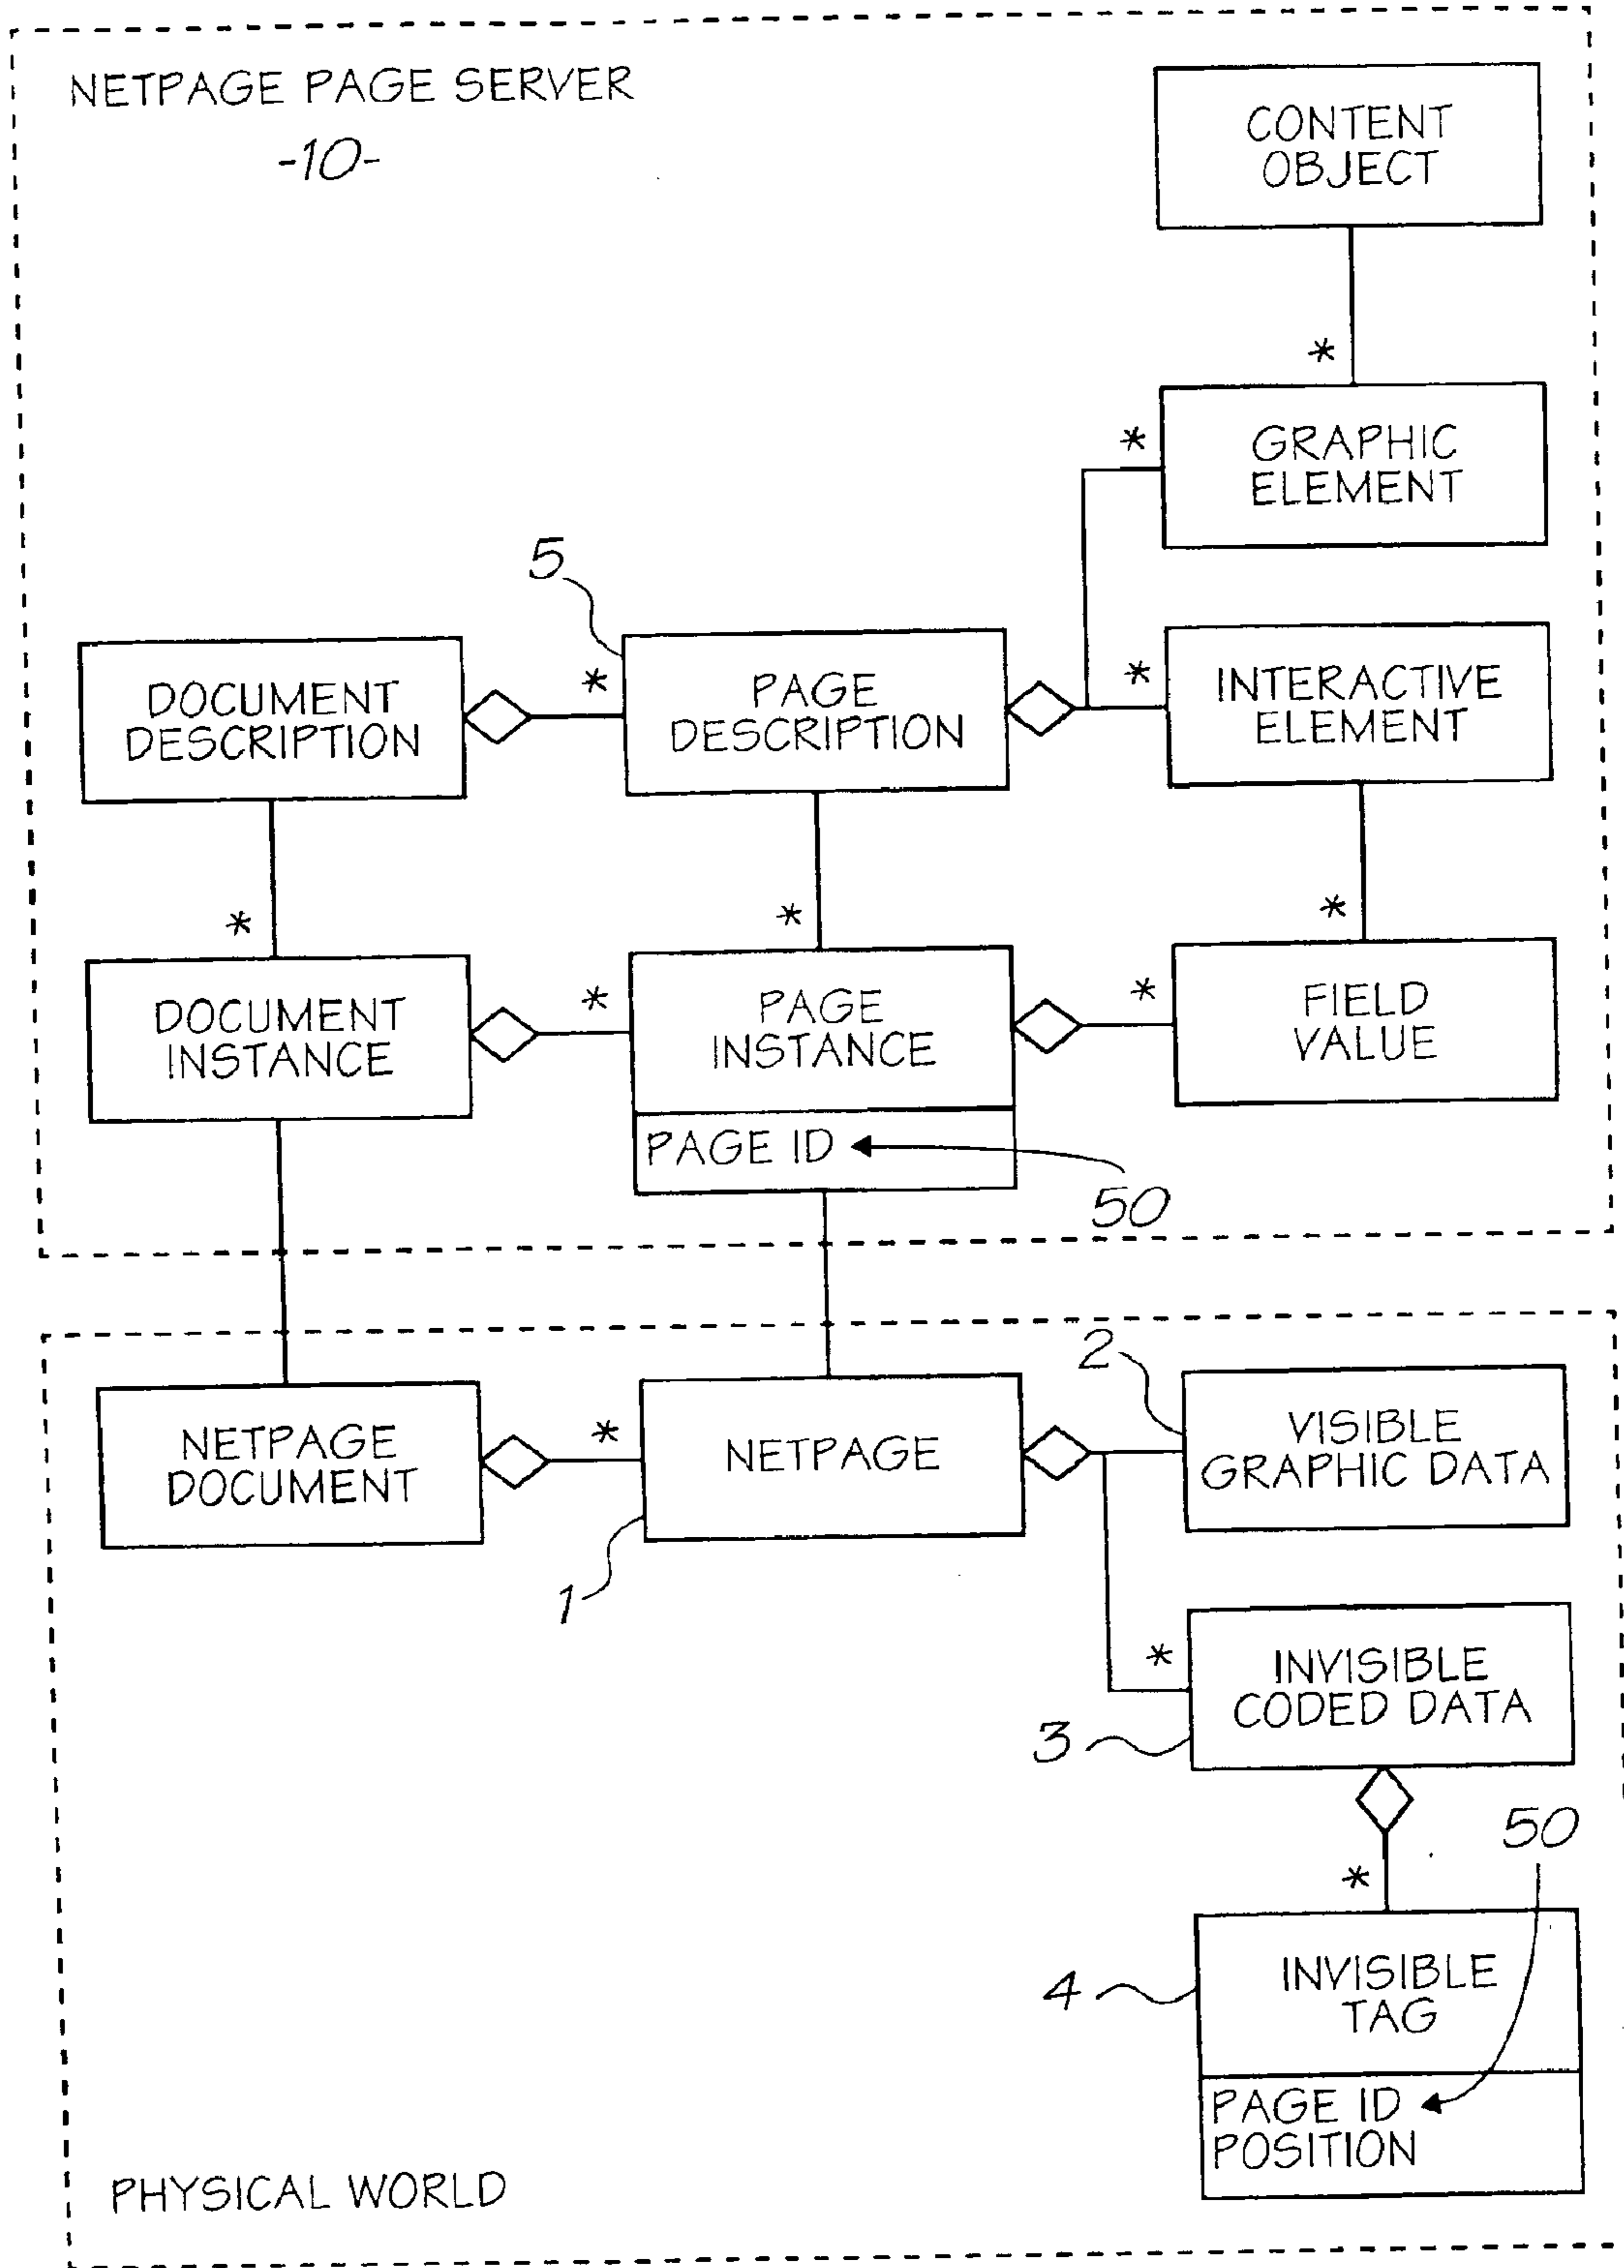 NETPAGE PAGE SERVER
-10-
CONTENT
OBJECT
*
*
GRAPHIC
ELEMENT
5
DOCUMENT
DESCRIPTION
*
PAGE
DESCRIPTION
*
INTERACTIVE
ELEMENT
*
*
*
DOCUMENT
INSTANCE
*
PAGE
INSTANCE
*
FIELD
VALUE
PAGE ID
50
2
NETPAGE
DOCUMENT
*
NETPAGE
VISIBLE
GRAPHIC DATA
1
*
INVISIBLE
CODED DATA
3
50
*
4
INVISIBLE
TAG
PAGE ID
POSITION
PHYSICAL WORLD